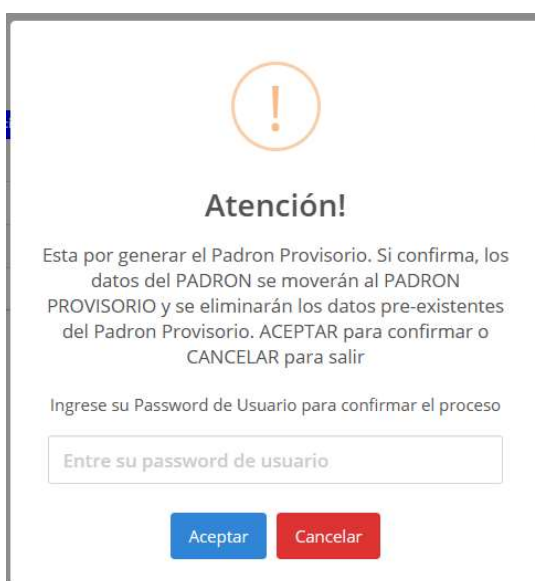 !
Atención!
Esta por generar el Padron Provisorio. Si confirma, los
datos del PADRON se moverán al PADRON
PROVISORIO y se eliminarán los datos pre-existentes
del Padron Provisorio. ACEPTAR para confirmar o
CANCELAR para salir
Ingrese su Password de Usuario para confirmar el proceso
Entre su password de usuario
Aceptar Cancelar